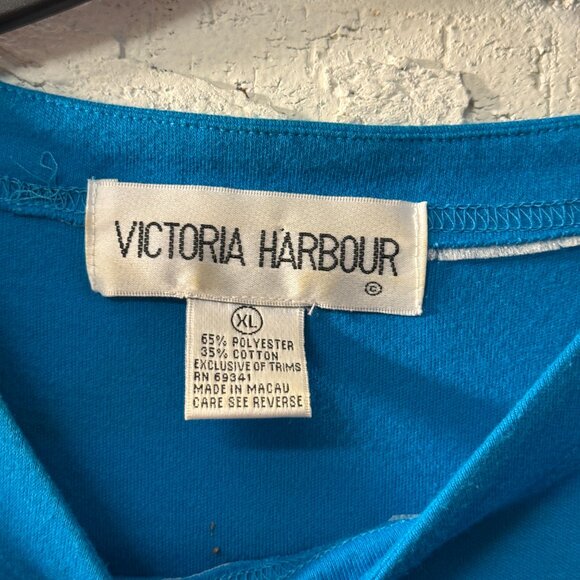 VICTORIA HARBOUR
©
XL
65% POLYESTER
35% COTTON
EXCLUSIVE OF TRIMS
RN 69341
MADE IN MACAU
CARE SEE REVERSE